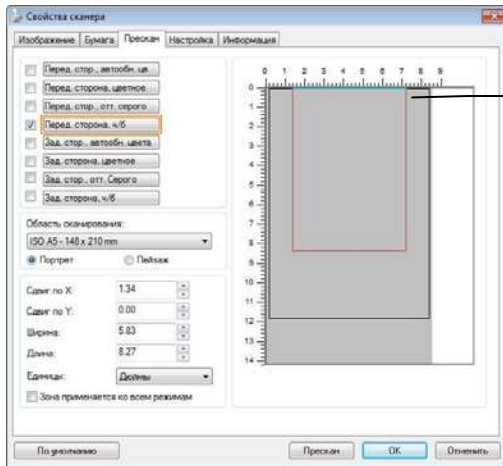 Свойства сканера
Изображение Бумага Прескан Настройка Информация
Перед. стор., автообн. цв
Перед. сторона, цветное
Перед. стор., отт. серого
Перед. сторона, ч/б
Зад. стор., автообн. цвета
Зад. сторона, цветное
Зад. стор., отт. Серого
Зад. сторона, ч/б
Область сканирования:
ISO A5 - 148 x 210 mm
Портрет Пейзаж
Сдвиг по X: 1.34
Сдвиг по Y: 0.00
Ширина: 5.83
Длина: 8.27
Единицы: Дюймы
Зона применяется ко всем режимам
0 1 2 3 4 5 6 7 8 9
0
1
2
3
4
5
6
7
8
9
10
11
12
13
14
По умолчанию Прескан OK Отменить